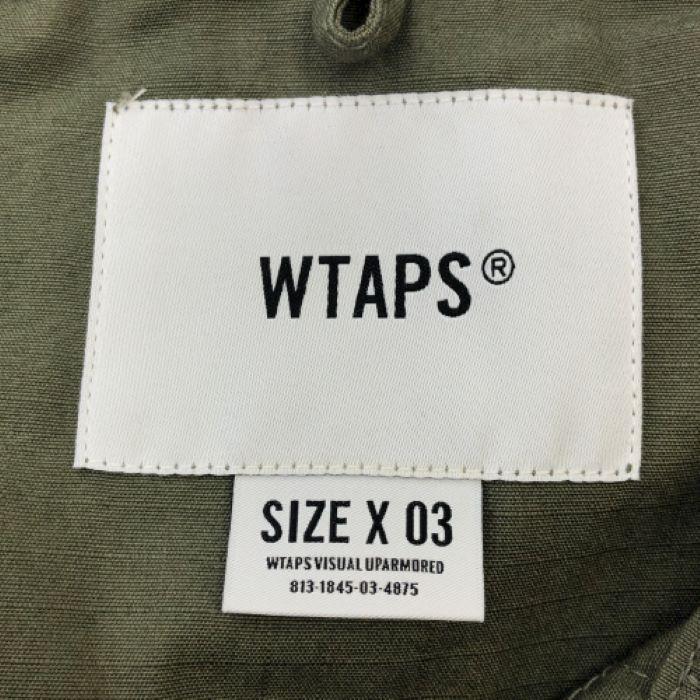 WTAPS®
SIZE X 03
WTAPS VISUAL UPARMORED
813-1845-03-4875